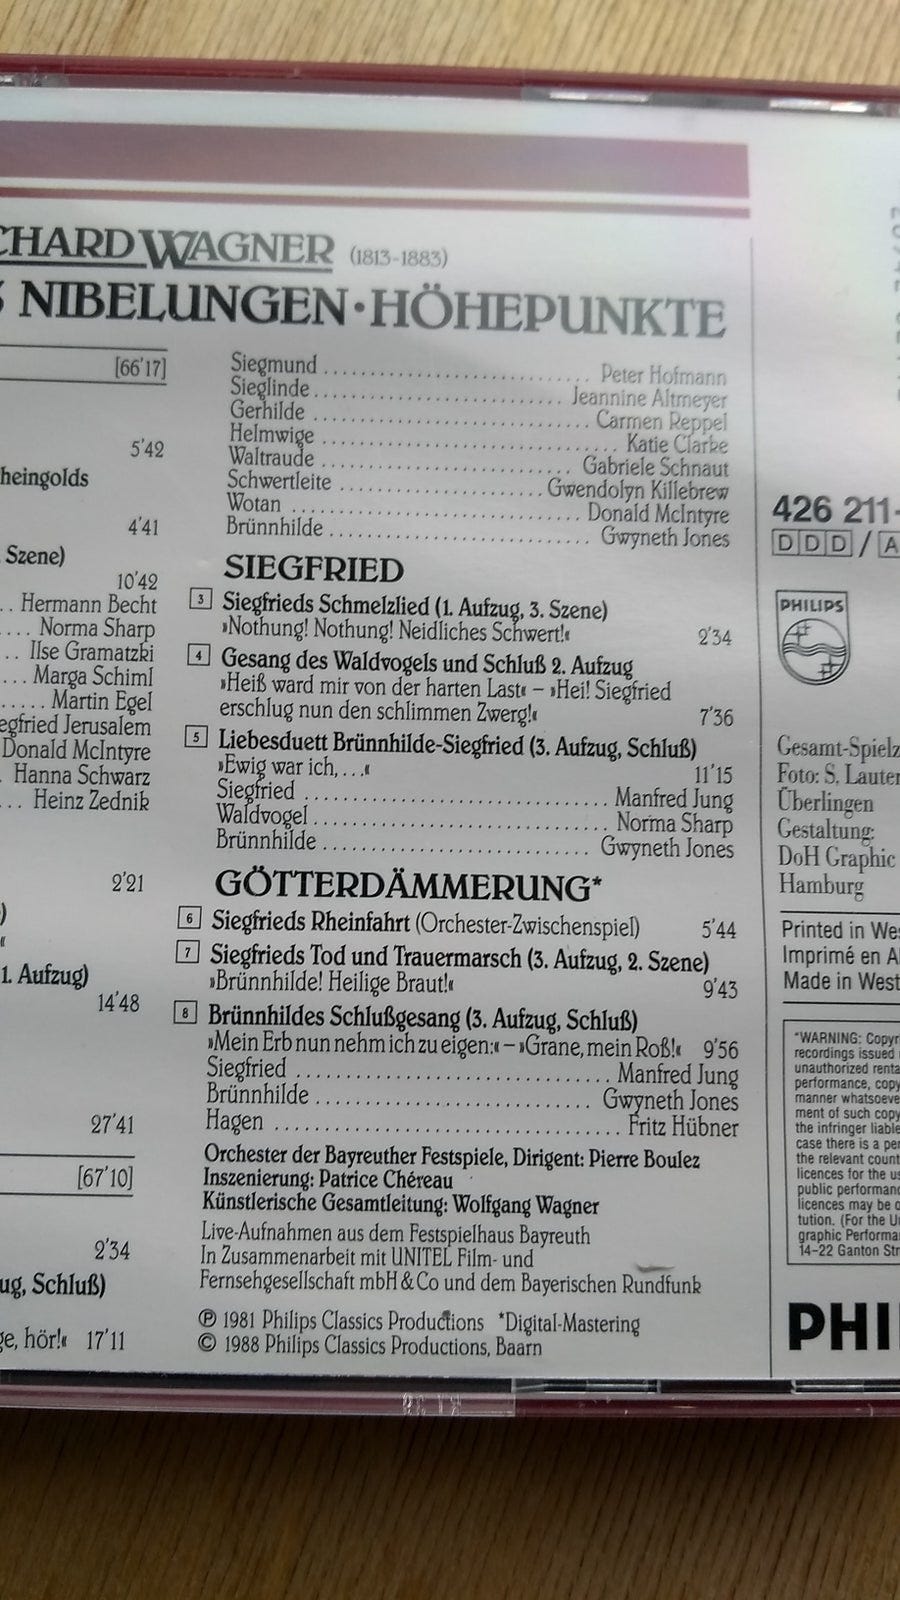 CHARD WAGNER (1813-1883)
S NIBELUNGEN · HÖHEPUNKTE
[66'17]
5'42
heingolds
4'41
Szene)
10'42
.. Hermann Becht
.... Norma Sharp
.. Ilse Gramatzki
... Marga Schiml
..... Martin Egel
egfried Jerusalem
Donald McIntyre
. Hanna Schwarz
... Heinz Zednik
2'21
)
«
1. Aufzug)
14'48
27'41
[67'10]
2'34
ug, Schluß)
ge, hör!« 17'11
Siegmund ........................ Peter Hofmann
Sieglinde ........................ Jeannine Altmeyer
Gerhilde ........................ Carmen Reppel
Helmwige ........................ Katie Clarke
Waltraude ........................ Gabriele Schnaut
Schwertleite ........................ Gwendolyn Killebrew
Wotan ........................ Donald McIntyre
Brünnhilde ........................ Gwyneth Jones
SIEGFRIED
3 Siegfrieds Schmelzlied (1. Aufzug, 3. Szene)
»Nothung! Nothung! Neidliches Schwert!« 2'34
4 Gesang des Waldvogels und Schluß 2. Aufzug
»Heiß ward mir von der harten Last« – »Hei! Siegfried
erschlug nun den schlimmen Zwerg!« 7'36
5 Liebesduett Brünnhilde-Siegfried (3. Aufzug, Schluß)
»Ewig war ich, ...« 11'15
Siegfried ........................ Manfred Jung
Waldvogel ........................ Norma Sharp
Brünnhilde ........................ Gwyneth Jones
GÖTTERDÄMMERUNG*
6 Siegfrieds Rheinfahrt (Orchester-Zwischenspiel) 5'44
7 Siegfrieds Tod und Trauermarsch (3. Aufzug, 2. Szene)
»Brünnhilde! Heilige Braut!« 9'43
8 Brünnhildes Schlußgesang (3. Aufzug, Schluß)
»Mein Erb nun nehm ich zu eigen:« – »Grane, mein Roß!« 9'56
Siegfried ........................ Manfred Jung
Brünnhilde ........................ Gwyneth Jones
Hagen ........................ Fritz Hübner
Orchester der Bayreuther Festspiele, Dirigent: Pierre Boulez
Inszenierung: Patrice Chéreau
Künstlerische Gesamtleitung: Wolfgang Wagner
Live-Aufnahmen aus dem Festspielhaus Bayreuth
In Zusammenarbeit mit UNITEL Film- und
Fernsehgesellschaft mbH & Co und dem Bayerischen Rundfunk
Ⓟ 1981 Philips Classics Productions *Digital-Mastering
© 1988 Philips Classics Productions, Baarn
426 211-
DDD / A
PHILIPS
Gesamt-Spielz
Foto: S. Lauter
Überlingen
Gestaltung:
DoH Graphic
Hamburg
Printed in Wes
Imprimé en Al
Made in West
"WARNING: Copyr
recordings issued
unauthorized renta
performance, copy
manner whatsoeve
ment of such copy
the infringer liable
case there is a per
the relevant count
licences for the us
public performanc
licences may be o
tution. (For the U
graphic Performa
14–22 Ganton Str
PHI